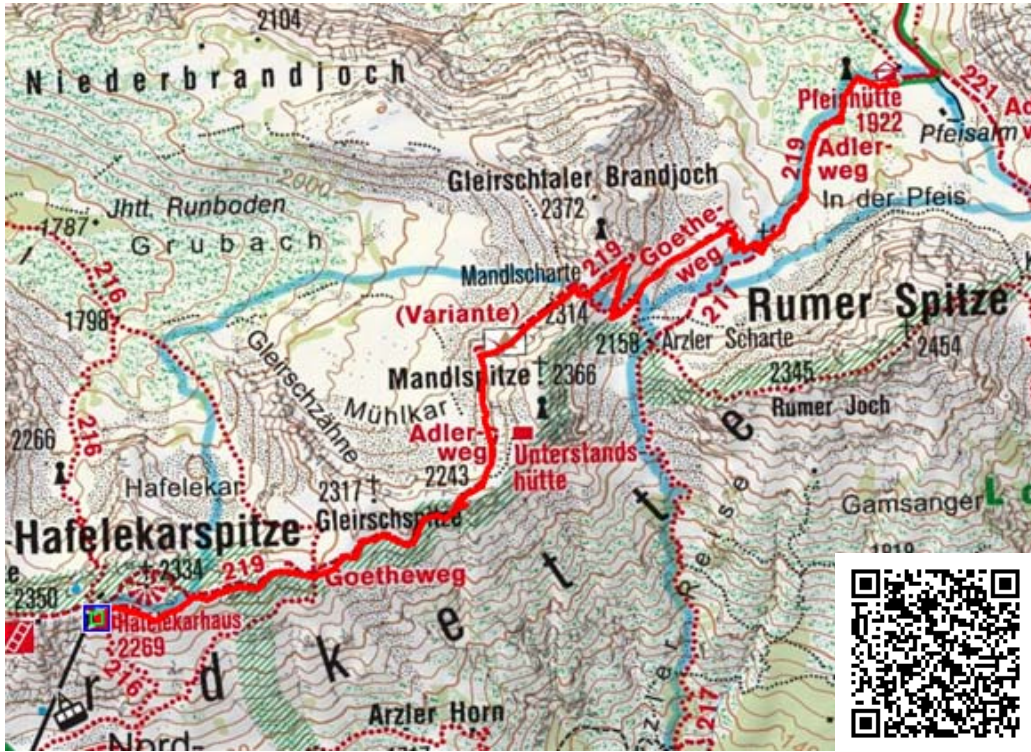 2104
Niederbrandjoch
221
Pfeishütte
1922
Pfeisalm
219
Adler-
weg
Gleirschtaler Brandjoch
2372
In der Pfeis
2000
Jhtt. Runboden
1787
Grubach
219
Goethe-
weg
Mandlscharte
216
211
Rumer Spitze
(Variante)
2314
1798
2158
Arzler Scharte
2454
Gleirschzähne
Mandlspitze
2366
2345
Mühlkar
Rumer Joch
Adler-
weg
Unterstands
hütte
216
2266
2243
2317
Hafelekar
Gleirschspitze
Gamsanger
Hafelekarspitze
2334
219
Goetheweg
1819
2350
Hafelekarhaus
2269
216
r d k e t t e
217
Arzler Horn
Nord-